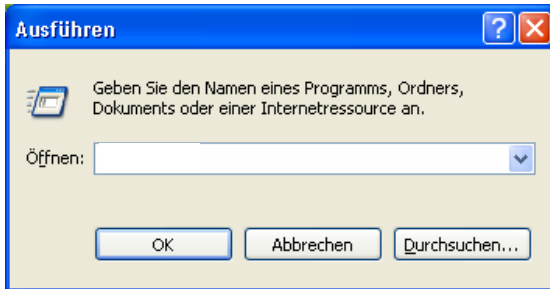 Ausführen
Geben Sie den Namen eines Programms, Ordners,
Dokuments oder einer Internetressource an.
Öffnen:
OK Abbrechen Durchsuchen...